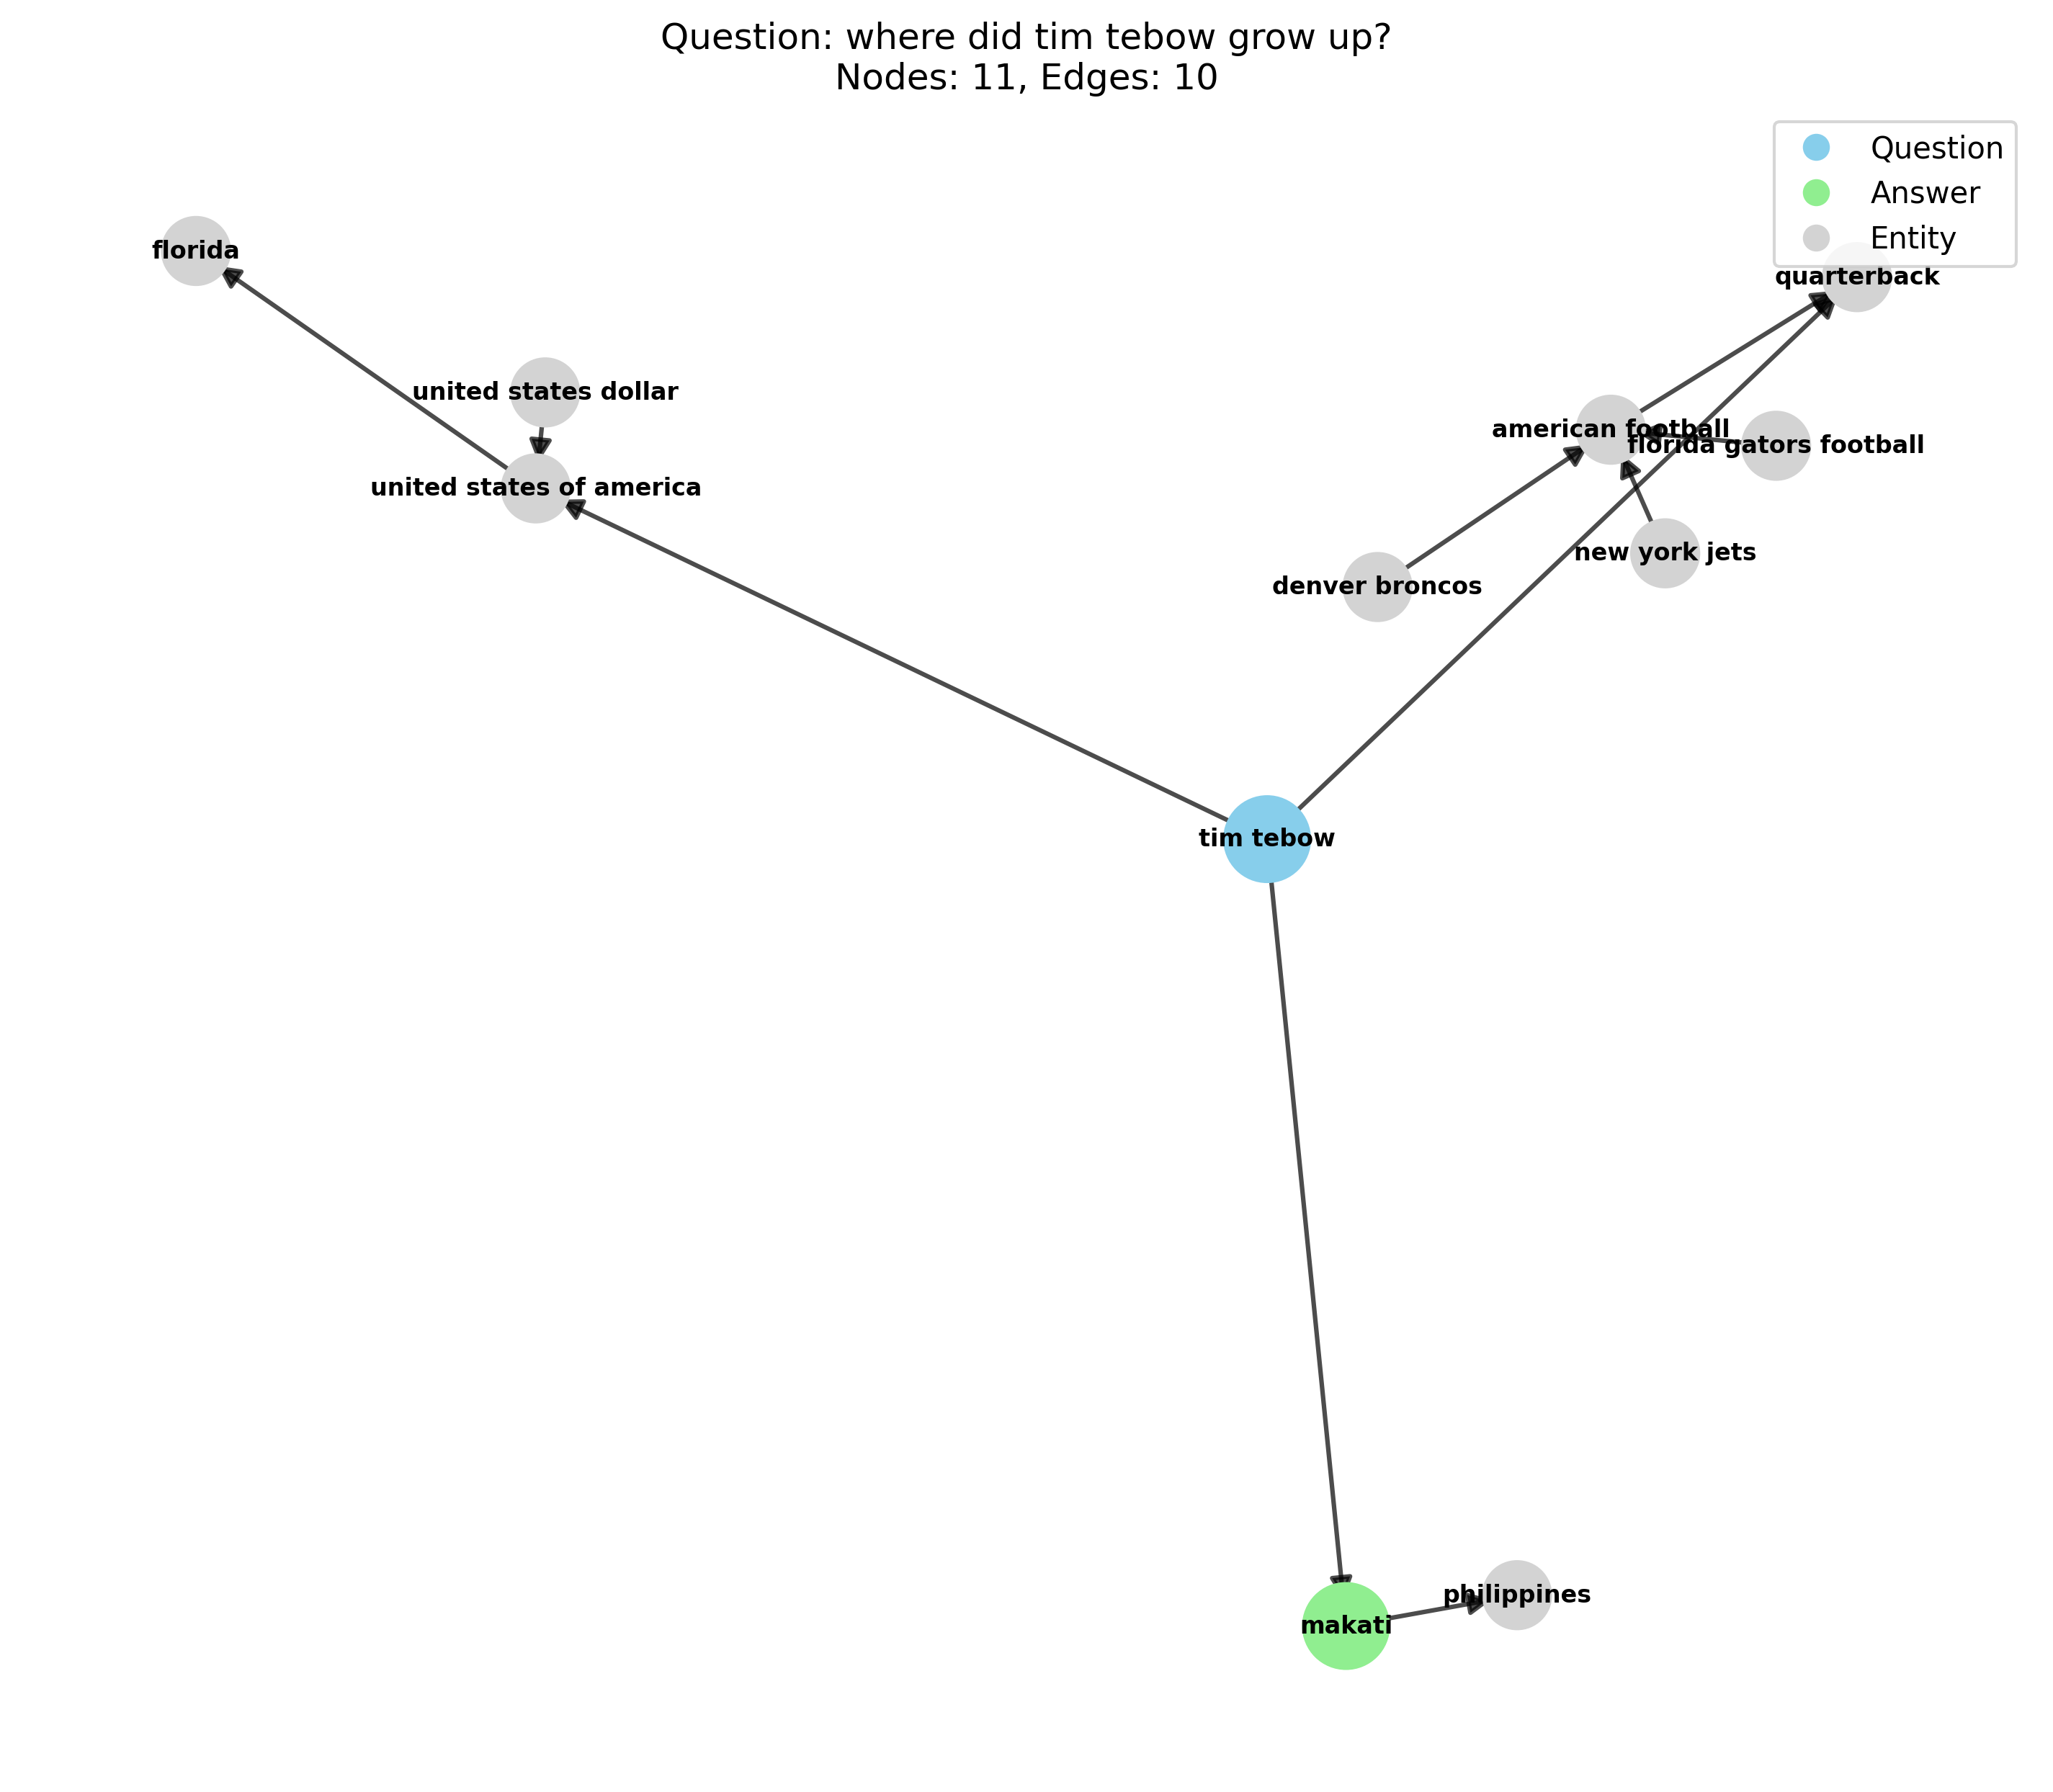 Question: where did tim tebow grow up?
Nodes: 11, Edges: 10
Question
Answer
Entity
florida
quarterback
united states dollar
american football
florida gators football
united states of america
new york jets
denver broncos
tim tebow
philippines
makati